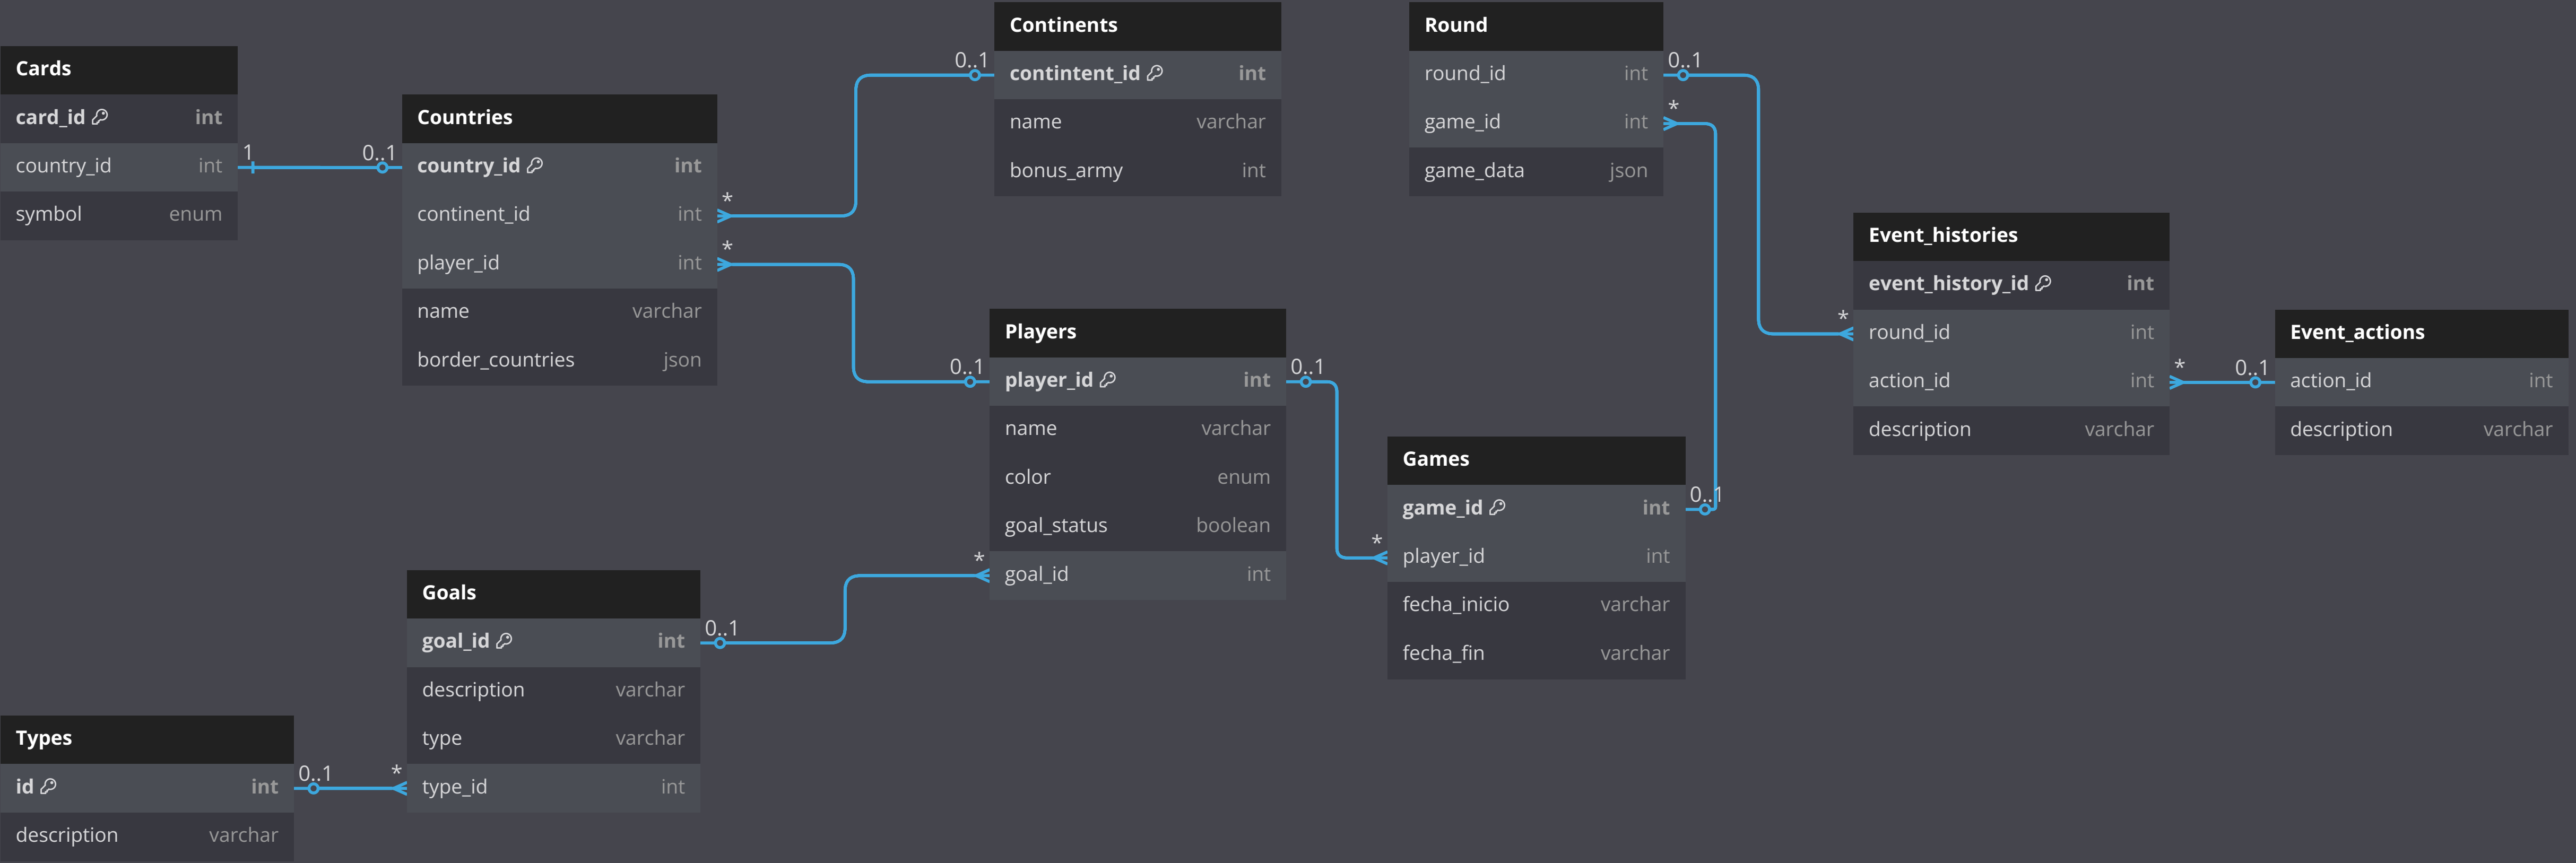 Cards
card_id int
country_id int
symbol enum
1
0..1
Countries
country_id int
continent_id int
player_id int
name varchar
border_countries json
*
*
0..1
Continents
contintent_id int
name varchar
bonus_army int
0..1
Players
player_id int
name varchar
color enum
goal_status boolean
goal_id int
0..1
*
Goals
goal_id int
description varchar
type varchar
type_id int
0..1
*
Types
id int
description varchar
0..1
Round
round_id int
game_id int
game_data json
0..1
*
Games
game_id int
player_id int
fecha_inicio varchar
fecha_fin varchar
0..1
*
Event_histories
event_history_id int
round_id int
action_id int
description varchar
*
*
0..1
Event_actions
action_id int
description varchar